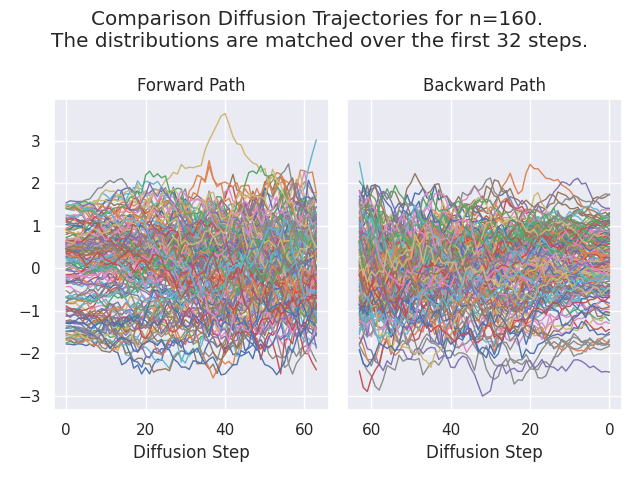 Comparison Diffusion Trajectories for n=160.
The distributions are matched over the first 32 steps.
Forward Path
Backward Path
3
2
1
0
−1
−2
−3
0
20
40
60
60
40
20
0
Diffusion Step
Diffusion Step